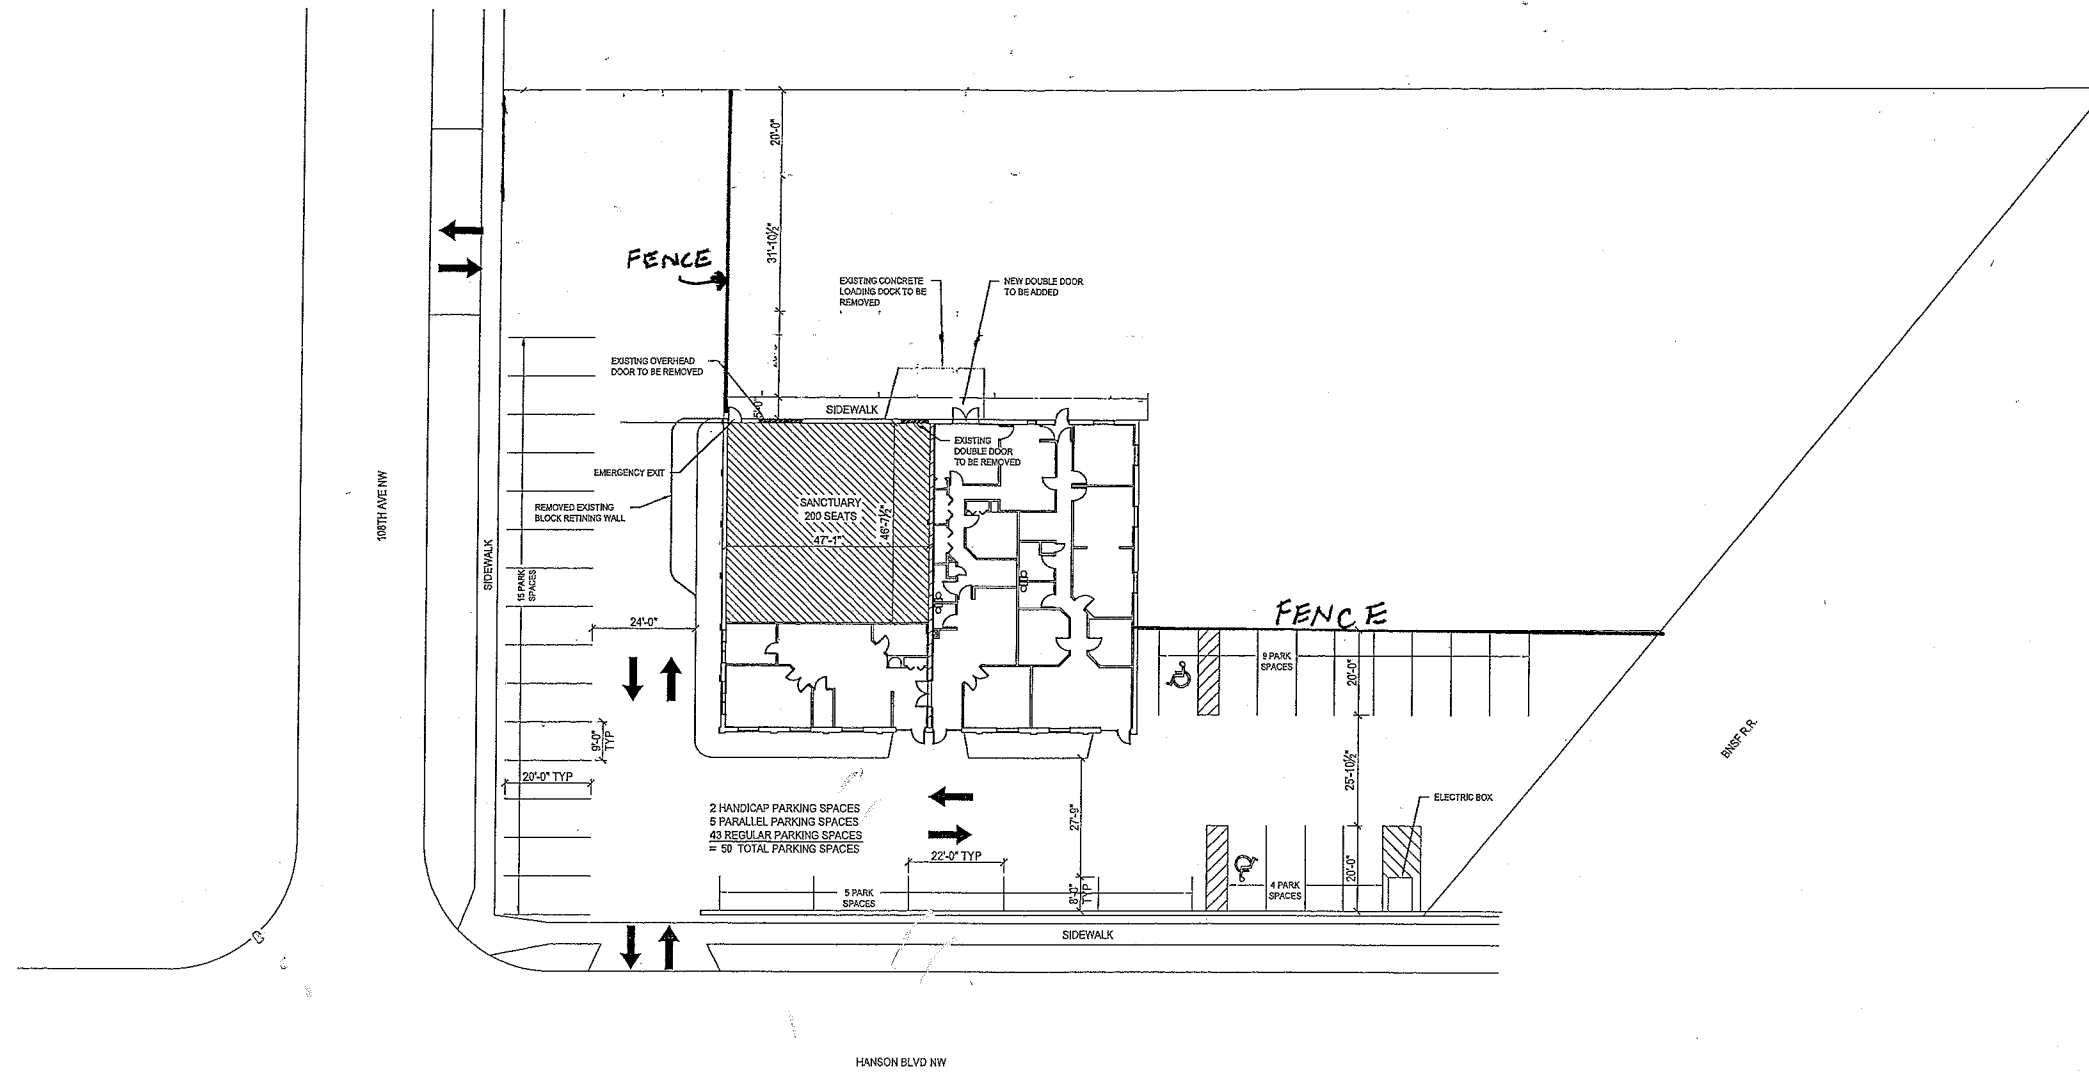 20'-0"
31'-10½"
FENCE
EXISTING CONCRETE
LOADING DOCK TO BE
REMOVED
NEW DOUBLE DOOR
TO BE ADDED
EXISTING OVERHEAD
DOOR TO BE REMOVED
5'-0"
SIDEWALK
EXISTING
DOUBLE DOOR
TO BE REMOVED
EMERGENCY EXIT
REMOVED EXISTING
BLOCK RETINING WALL
SANCTUARY
200 SEATS
46'-7½"
47'-1"
108TH AVE NW
SIDEWALK
15 PARK
SPACES
24'-0"
FENCE
9 PARK
SPACES
20'-0"
9'-0"
TYP
20'-0" TYP
25'-10½"
BNSF R.R.
ELECTRIC BOX
2 HANDICAP PARKING SPACES
5 PARALLEL PARKING SPACES
43 REGULAR PARKING SPACES
= 50 TOTAL PARKING SPACES
27'-9"
22'-0" TYP
5 PARK
SPACES
8'-0"
TYP
4 PARK
SPACES
20'-0"
SIDEWALK
HANSON BLVD NW